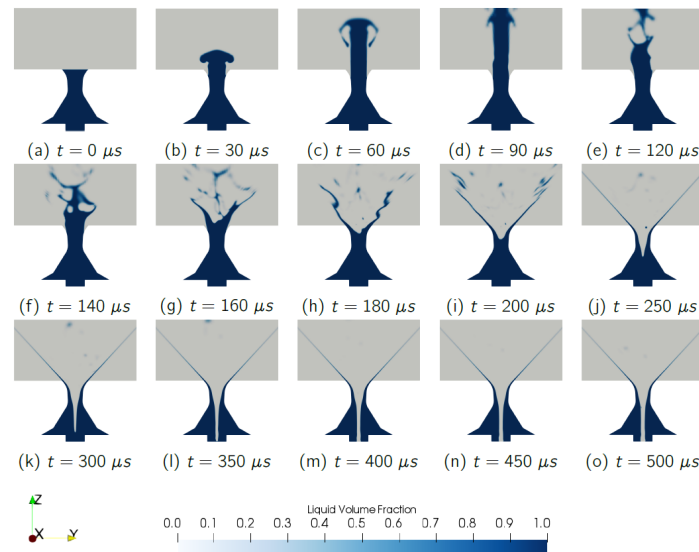 (a) t = 0 μs
(b) t = 30 μs
(c) t = 60 μs
(d) t = 90 μs
(e) t = 120 μs
(f) t = 140 μs
(g) t = 160 μs
(h) t = 180 μs
(i) t = 200 μs
(j) t = 250 μs
(k) t = 300 μs
(l) t = 350 μs
(m) t = 400 μs
(n) t = 450 μs
(o) t = 500 μs
Z
X Y
Liquid Volume Fraction
0.0 0.1 0.2 0.3 0.4 0.5 0.6 0.7 0.8 0.9 1.0